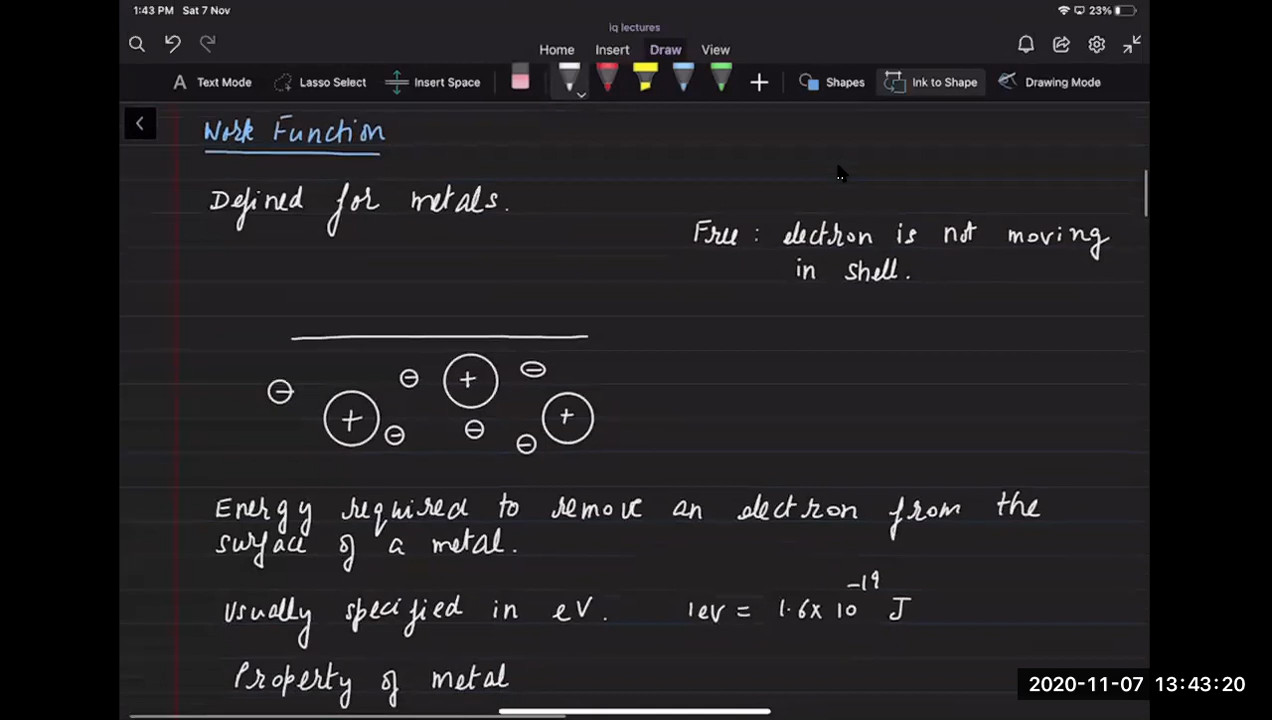 1:43 PM Sat 7 Nov
23%
iq lectures
Home Insert Draw View
Text Mode Lasso Select Insert Space Shapes Ink to Shape Drawing Mode
Work Function
Defined for metals.
Free : electron is not moving
in shell.
Energy required to remove an electron from the
surface of a metal.
Usually specified in eV. 1eV = 1.6x 10⁻¹⁹ J
Property of metal
2020-11-07 13:43:20